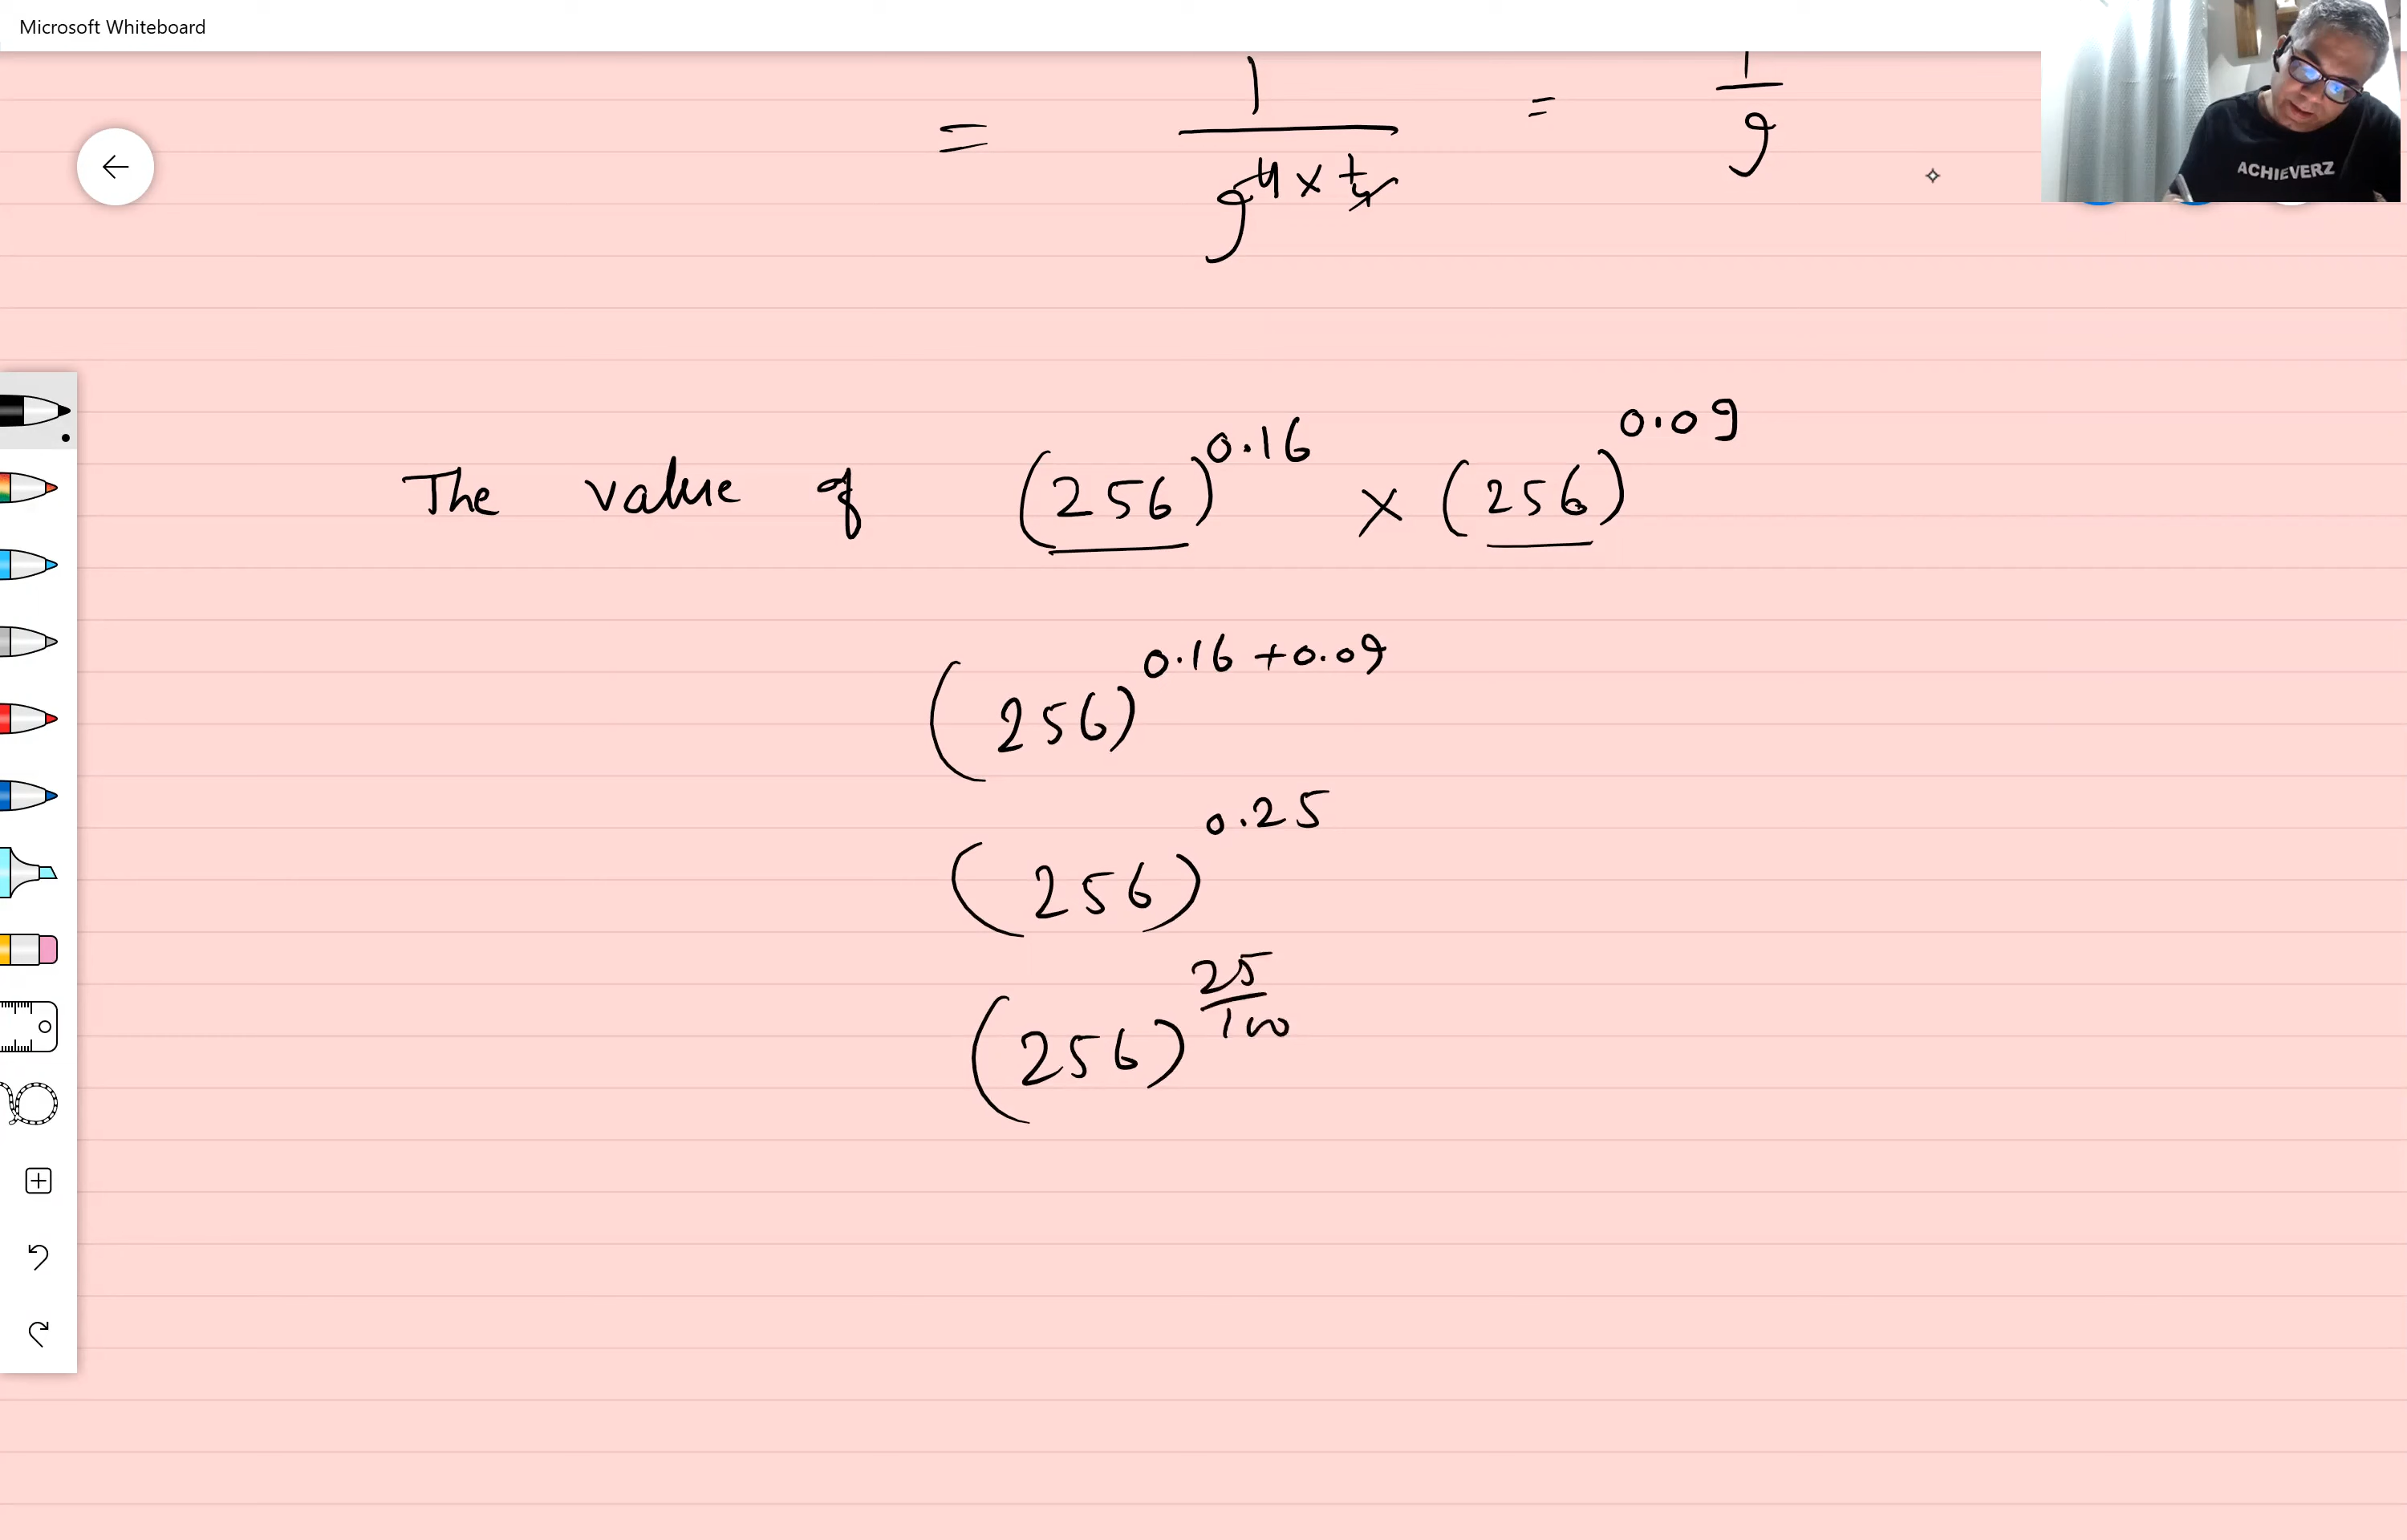 Microsoft Whiteboard
= 1/9^(4 × 1/4) = 1/9
ACHIEVERZ
The value of (256)^0.16 × (256)^0.09
(256)^0.16 + 0.09
(256)^0.25
(256)^25/100